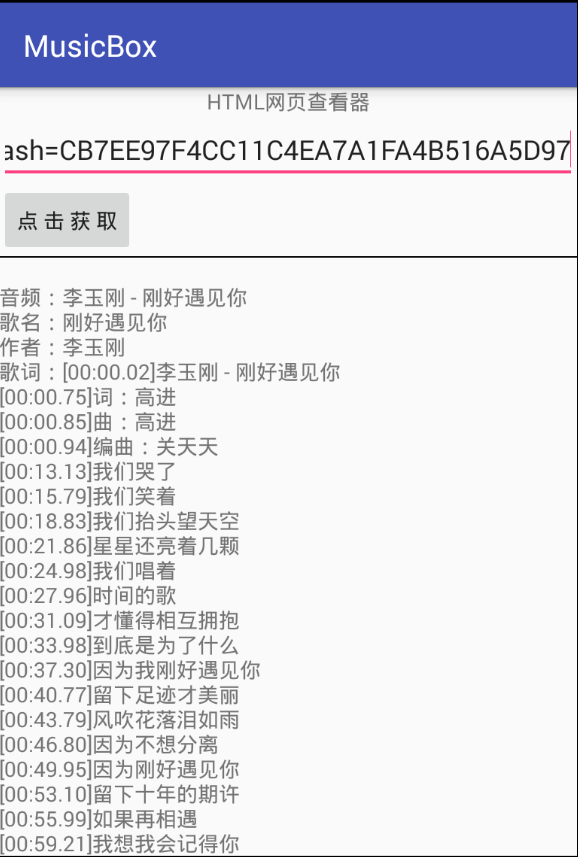 MusicBox
HTML网页查看器
ash=CB7EE97F4CC11C4EA7A1FA4B516A5D97
点击获取
音频：李玉刚 - 刚好遇见你
歌名：刚好遇见你
作者：李玉刚
歌词：[00:00.02]李玉刚 - 刚好遇见你
[00:00.75]词：高进
[00:00.85]曲：高进
[00:00.94]编曲：关天天
[00:13.13]我们哭了
[00:15.79]我们笑着
[00:18.83]我们抬头望天空
[00:21.86]星星还亮着几颗
[00:24.98]我们唱着
[00:27.96]时间的歌
[00:31.09]才懂得相互拥抱
[00:33.98]到底是为了什么
[00:37.30]因为我刚好遇见你
[00:40.77]留下足迹才美丽
[00:43.79]风吹花落泪如雨
[00:46.80]因为不想分离
[00:49.95]因为刚好遇见你
[00:53.10]留下十年的期许
[00:55.99]如果再相遇
[00:59.21]我想我会记得你